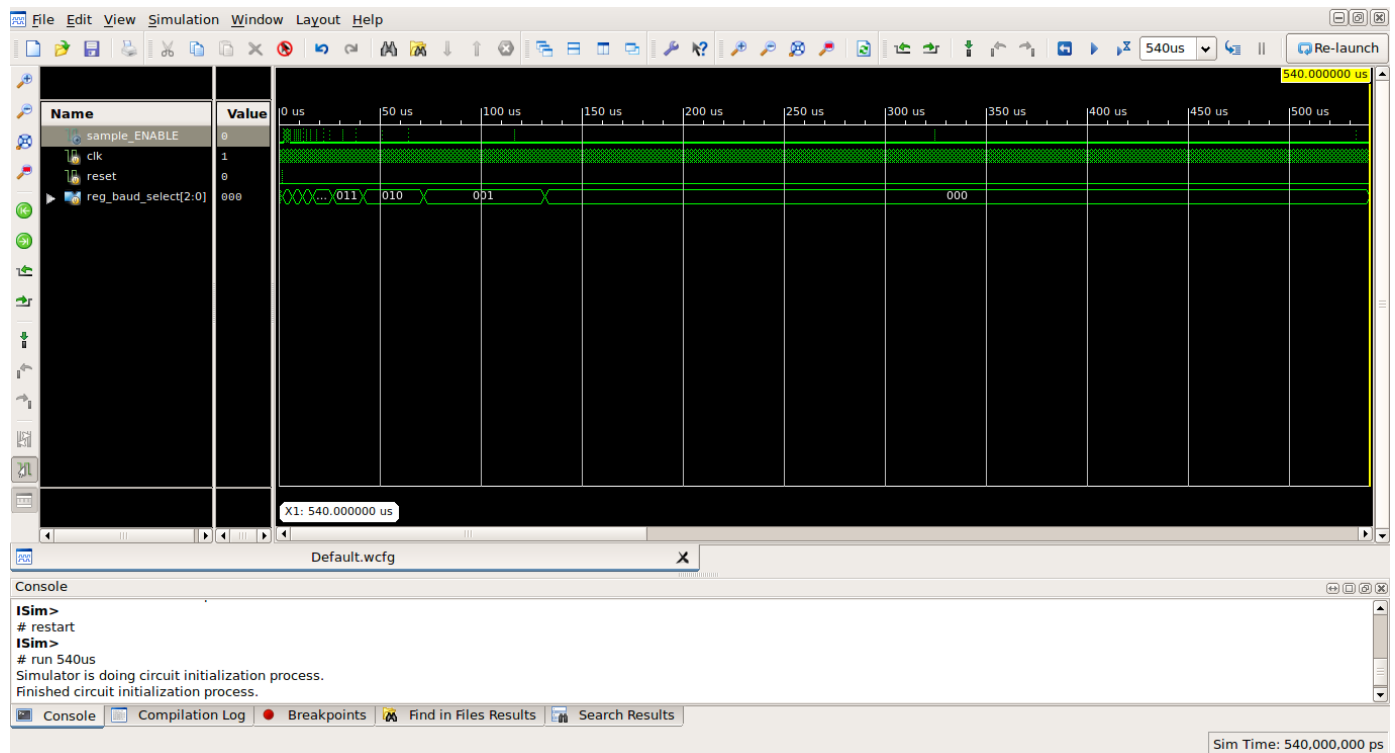 File Edit View Simulation Window Layout Help
540us Re-launch
540.000000 us
Name Value
0 us 50 us 100 us 150 us 200 us 250 us 300 us 350 us 400 us 450 us 500 us
sample_ENABLE 0
clk 1
reset 0
reg_baud_select[2:0] 000 ... 011 010 001 000
X1: 540.000000 us
Default.wcfg
Console
ISim>
# restart
ISim>
# run 540us
Simulator is doing circuit initialization process.
Finished circuit initialization process.
Console Compilation Log Breakpoints Find in Files Results Search Results
Sim Time: 540,000,000 ps